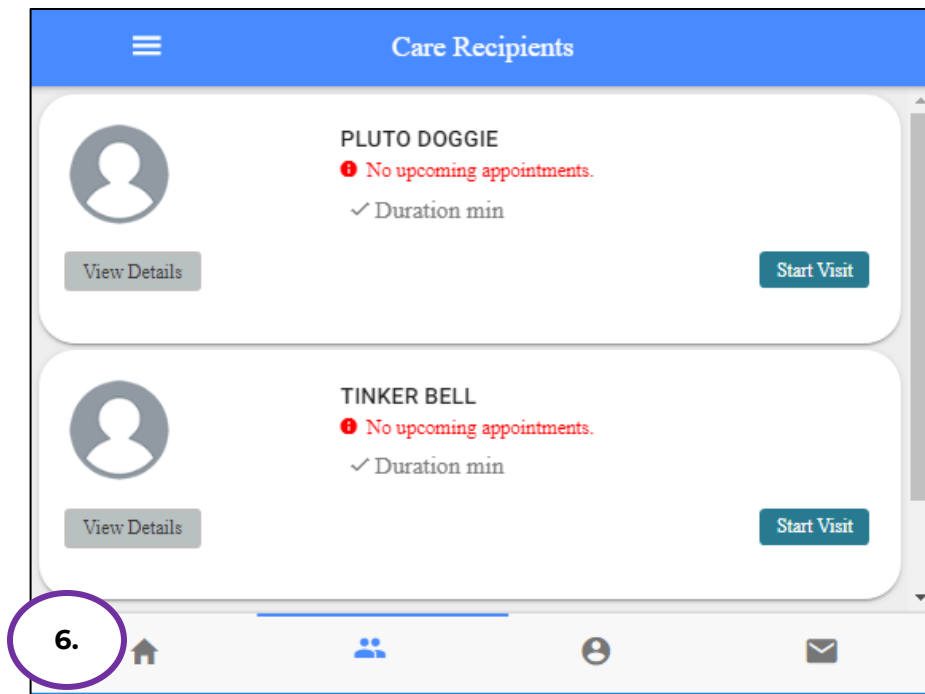 Care Recipients
PLUTO DOGGIE
No upcoming appointments.
Duration min
View Details
Start Visit
TINKER BELL
No upcoming appointments.
Duration min
View Details
Start Visit
6.